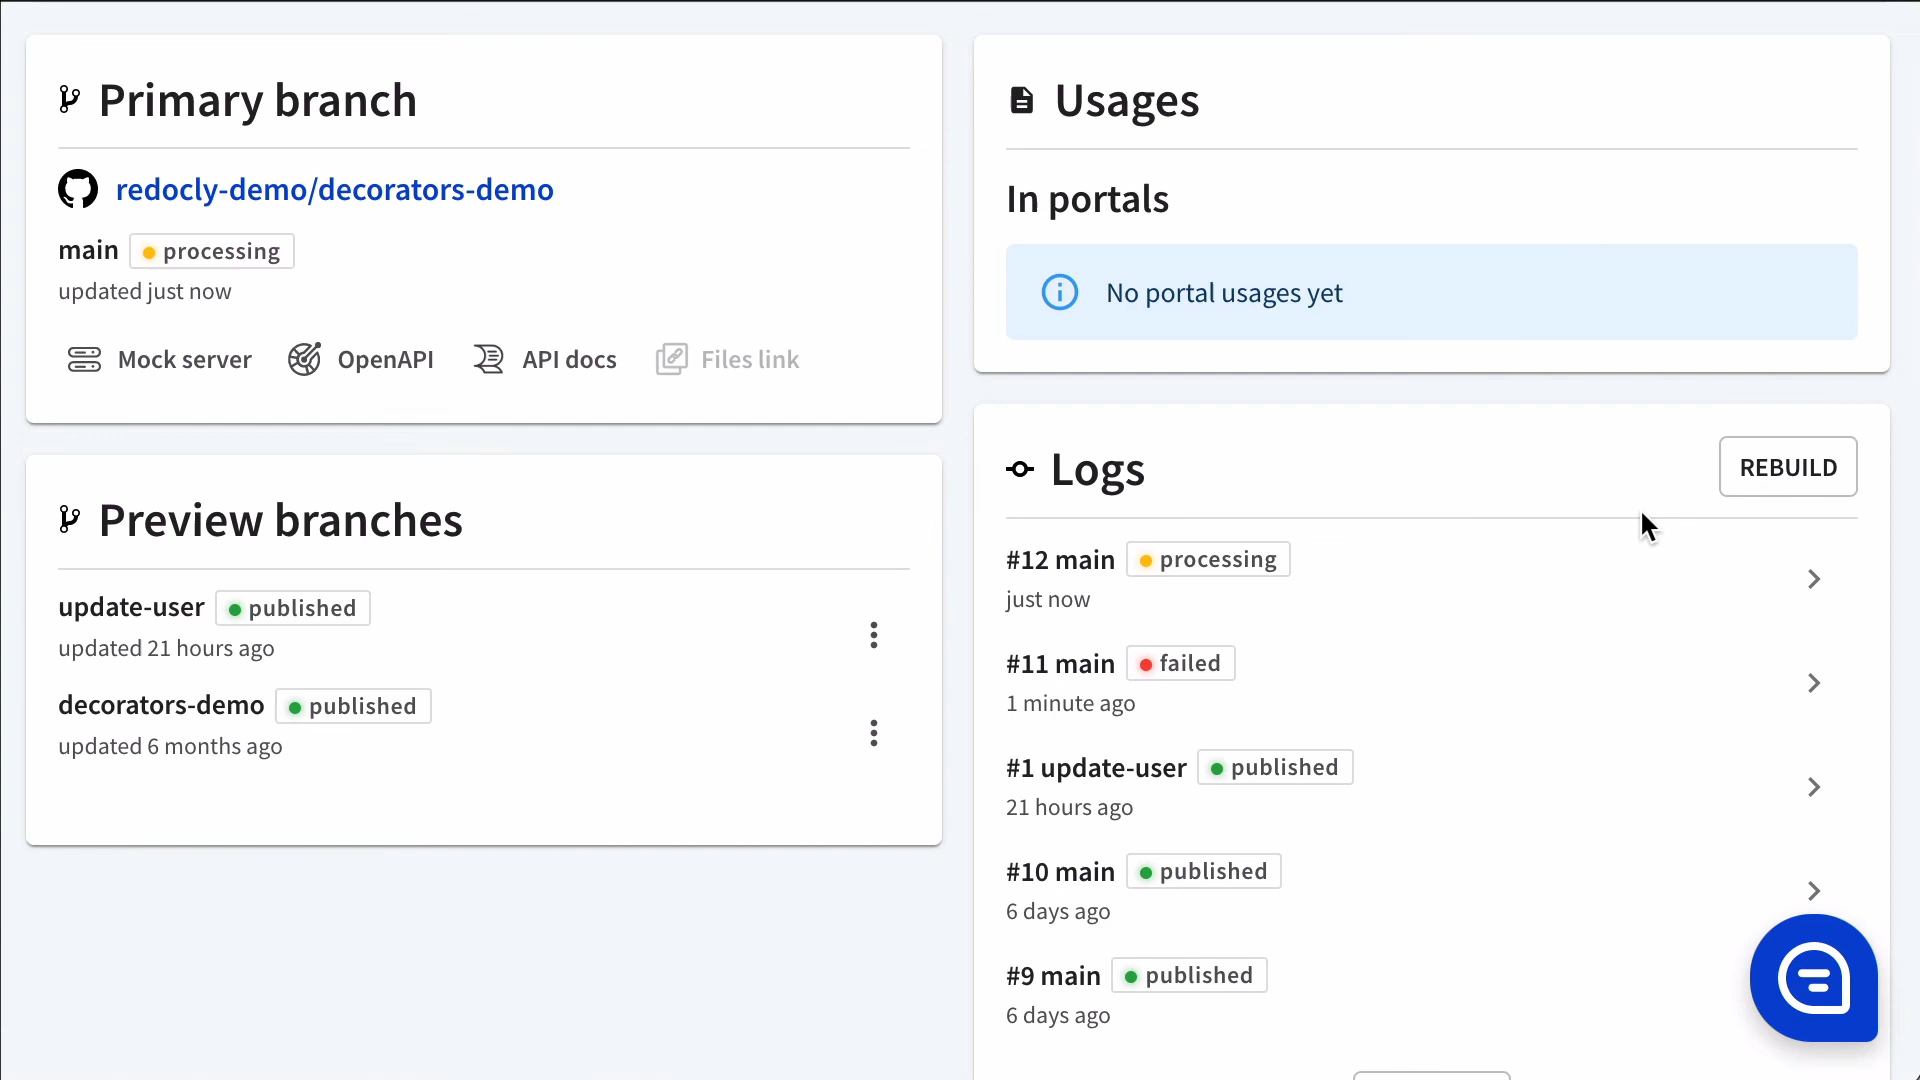 Primary branch
redocly-demo/decorators-demo
main processing
updated just now
Mock server OpenAPI API docs Files link
Preview branches
update-user published
updated 21 hours ago
decorators-demo published
updated 6 months ago
Usages
In portals
No portal usages yet
Logs REBUILD
#12 main processing
just now
#11 main failed
1 minute ago
#1 update-user published
21 hours ago
#10 main published
6 days ago
#9 main published
6 days ago